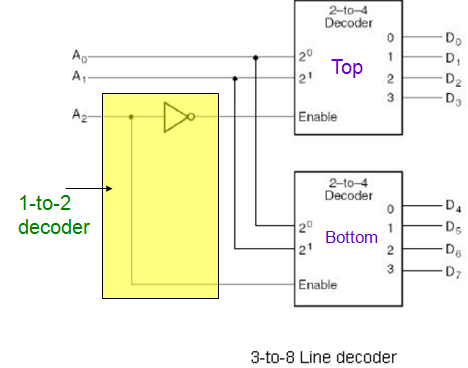 2–to–4
Decoder
A0
A1
A2
2^0
2^1
Enable
Top
0
1
2
3
D0
D1
D2
D3
1-to-2
decoder
2–to–4
Decoder
2^0
2^1
Enable
Bottom
0
1
2
3
D4
D5
D6
D7
3-to-8 Line decoder